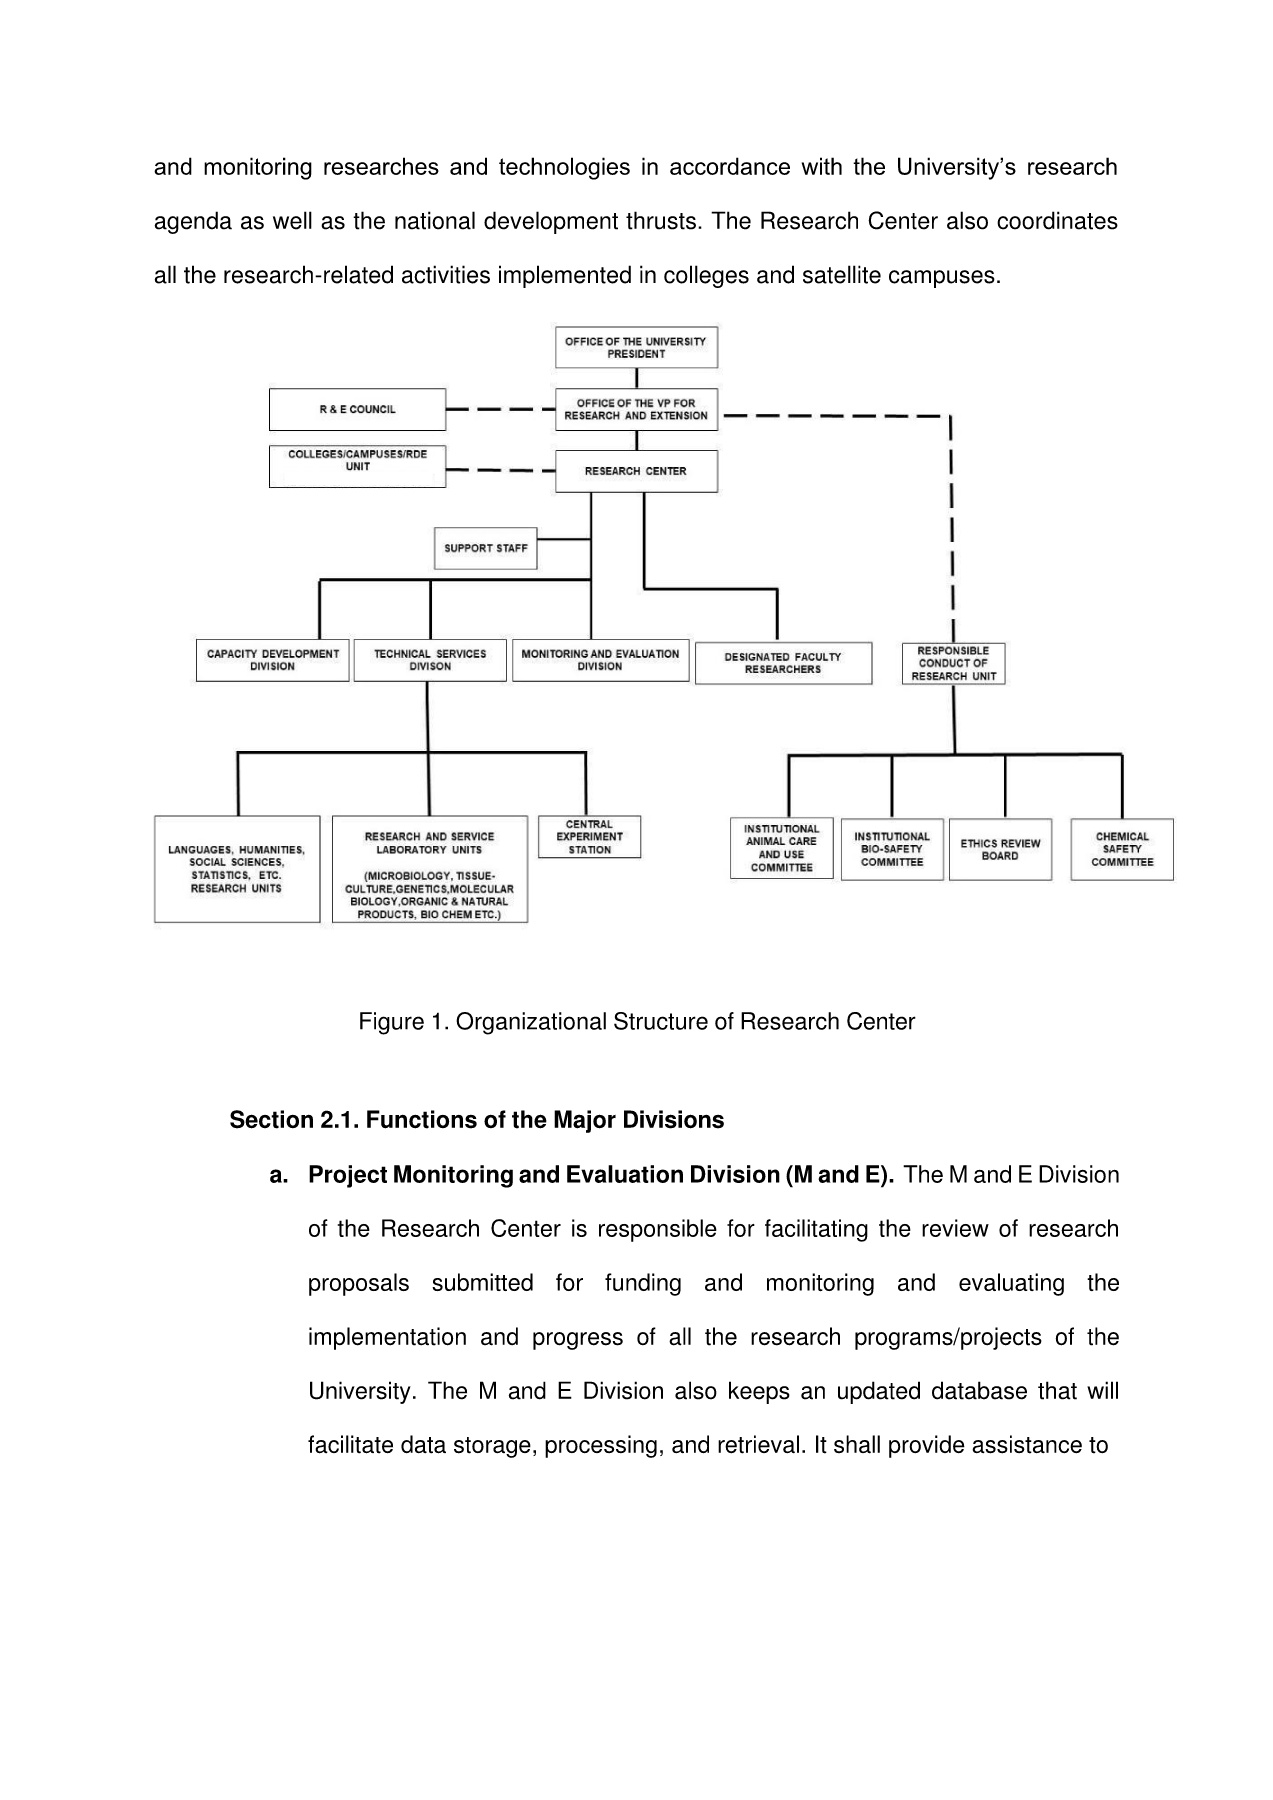 and monitoring researches and technologies in accordance with the University’s research
agenda as well as the national development thrusts. The Research Center also coordinates
all the research-related activities implemented in colleges and satellite campuses.
OFFICE OF THE UNIVERSITY
PRESIDENT
R & E COUNCIL
OFFICE OF THE VP FOR
RESEARCH AND EXTENSION
COLLEGES/CAMPUSES/RDE
UNIT
RESEARCH CENTER
SUPPORT STAFF
CAPACITY DEVELOPMENT
DIVISION
TECHNICAL SERVICES
DIVISON
MONITORING AND EVALUATION
DIVISION
DESIGNATED FACULTY
RESEARCHERS
RESPONSIBLE
CONDUCT OF
RESEARCH UNIT
LANGUAGES, HUMANITIES,
SOCIAL SCIENCES,
STATISTICS, ETC.
RESEARCH UNITS
RESEARCH AND SERVICE
LABORATORY UNITS
(MICROBIOLOGY, TISSUE-
CULTURE,GENETICS,MOLECULAR
BIOLOGY,ORGANIC & NATURAL
PRODUCTS, BIO CHEM ETC.)
CENTRAL
EXPERIMENT
STATION
INSTITUTIONAL
ANIMAL CARE
AND USE
COMMITTEE
INSTITUTIONAL
BIO-SAFETY
COMMITTEE
ETHICS REVIEW
BOARD
CHEMICAL
SAFETY
COMMITTEE
Figure 1. Organizational Structure of Research Center
Section 2.1. Functions of the Major Divisions
a. Project Monitoring and Evaluation Division (M and E). The M and E Division
of the Research Center is responsible for facilitating the review of research
proposals submitted for funding and monitoring and evaluating the
implementation and progress of all the research programs/projects of the
University. The M and E Division also keeps an updated database that will
facilitate data storage, processing, and retrieval. It shall provide assistance to